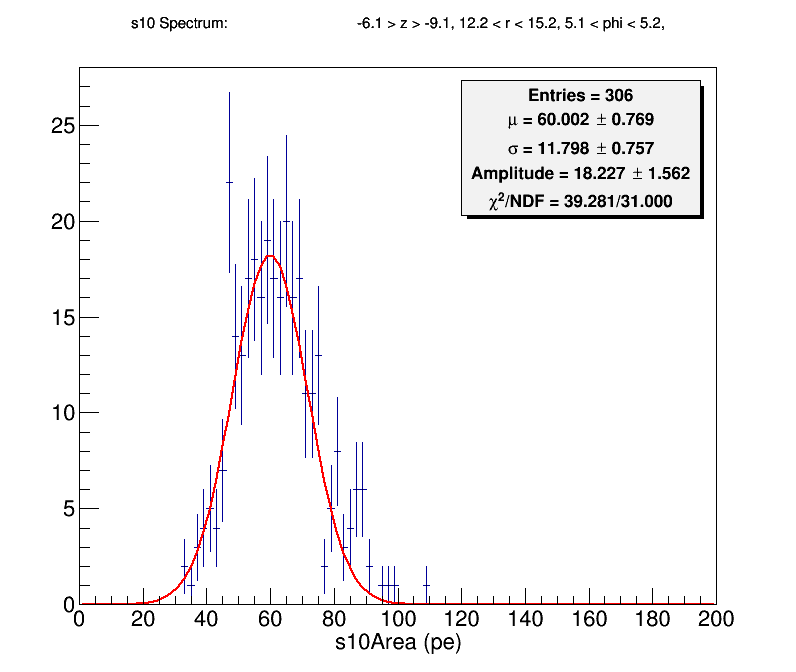 s10 Spectrum: -6.1 > z > -9.1, 12.2 < r < 15.2, 5.1 < phi < 5.2,
Entries = 306
μ = 60.002 ± 0.769
σ = 11.798 ± 0.757
Amplitude = 18.227 ± 1.562
χ²/NDF = 39.281/31.000
25
20
15
10
5
0
0 20 40 60 80 100 120 140 160 180 200
s10Area (pe)